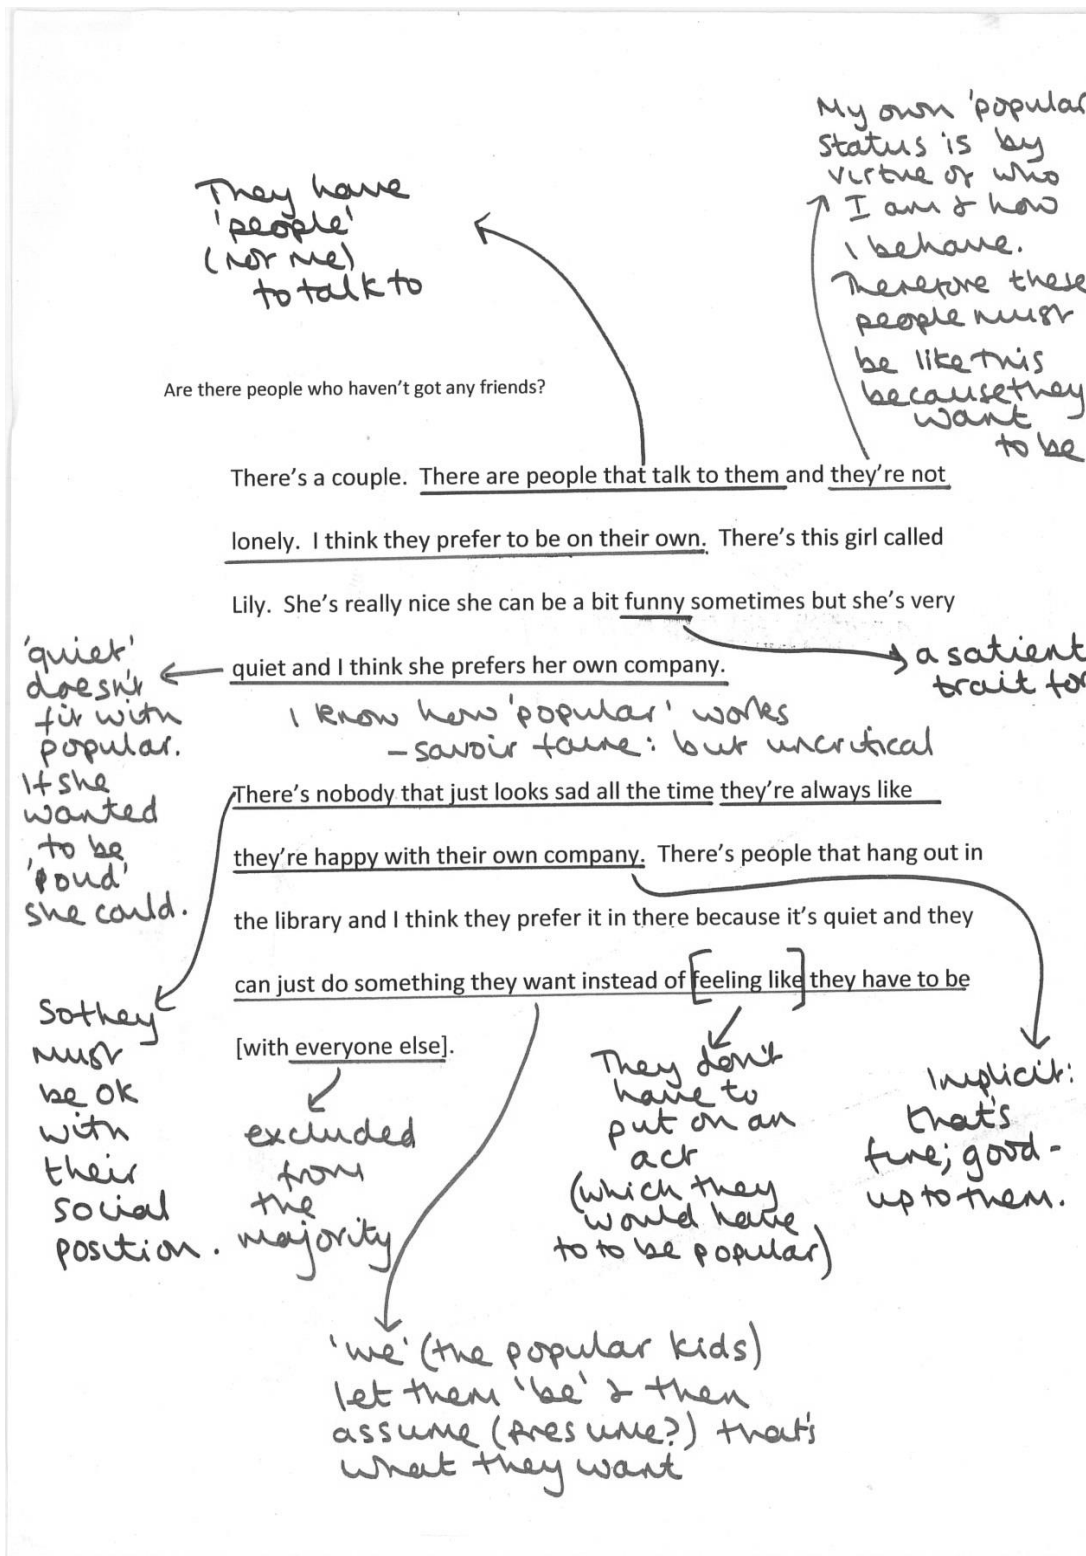 My own 'popular
status is by
virtue of who
I am & how
I behave.
Therefore these
people must
be like this
because they
want
to be
They have
'people'
(not me)
to talk to
Are there people who haven't got any friends?
There's a couple. There are people that talk to them and they're not
lonely. I think they prefer to be on their own. There's this girl called
Lily. She's really nice she can be a bit funny sometimes but she's very
quiet and I think she prefers her own company.
a salient
trait for
'quiet'
doesn't
fit with
popular.
If she
wanted
to be
'loud'
she could.
I know how 'popular' works
- savoir faire: but uncritical
There's nobody that just looks sad all the time they're always like
they're happy with their own company. There's people that hang out in
the library and I think they prefer it in there because it's quiet and they
can just do something they want instead of [feeling like] they have to be
[with everyone else].
So they
must
be ok
with
their
social
position.
excluded
from
the
majority
They don't
have to
put on an
act
(which they
would have
to to be popular)
Implicit:
that's
fine; good -
up to them.
'we' (the popular kids)
let them 'be' & then
assume (presume?) that's
what they want